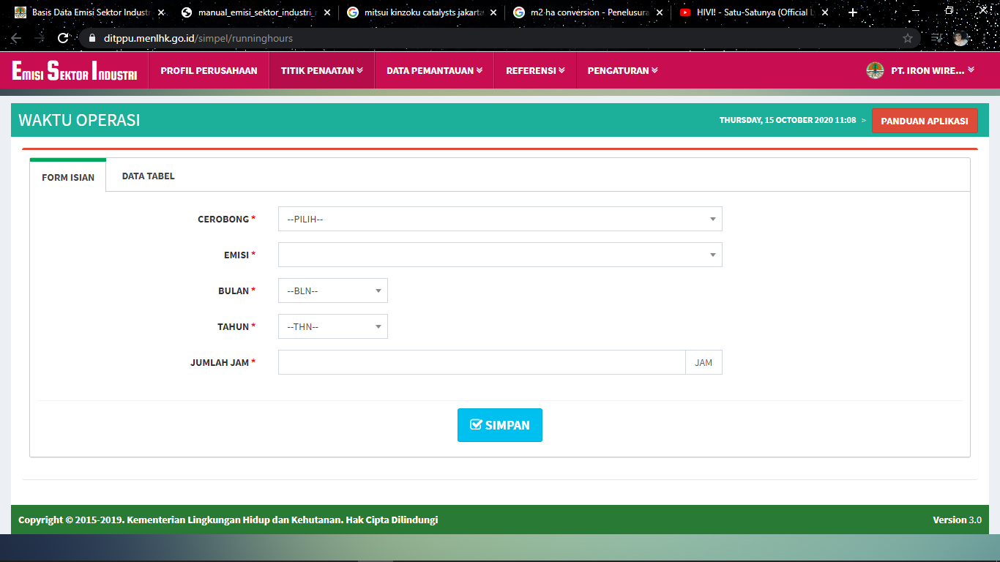 Basis Data Emisi Sektor Industr
manual_emisi_sektor_industri_
mitsui kinzoku catalysts jakarta
m2 ha conversion - Penelusura
HIVI! - Satu-Satunya (Official L
ditppu.menlhk.go.id/simpel/runninghours
EMISI SEKTOR INDUSTRI
PROFIL PERUSAHAAN
TITIK PENAATAN
DATA PEMANTAUAN
REFERENSI
PENGATURAN
PT. IRON WIRE...
WAKTU OPERASI
THURSDAY, 15 OCTOBER 2020 11:08 >
PANDUAN APLIKASI
FORM ISIAN
DATA TABEL
CEROBONG *
--PILIH--
EMISI *
BULAN *
--BLN--
TAHUN *
--THN--
JUMLAH JAM *
JAM
SIMPAN
Copyright © 2015-2019. Kementerian Lingkungan Hidup dan Kehutanan. Hak Cipta Dilindungi
Version 3.0